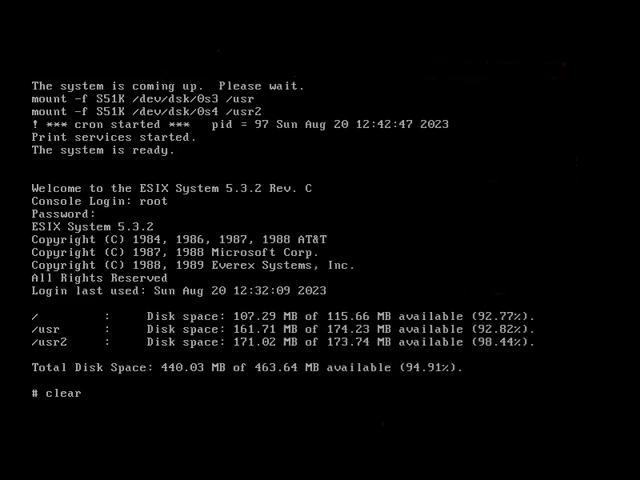 The system is coming up.  Please wait.
mount -f S51K /dev/dsk/0s3 /usr
mount -f S51K /dev/dsk/0s4 /usr2
! *** cron started ***   pid = 97 Sun Aug 20 12:42:47 2023
Print services started.
The system is ready.
Welcome to the ESIX System 5.3.2 Rev. C
Console Login: root
Password:
ESIX System 5.3.2
Copyright (C) 1984, 1986, 1987, 1988 AT&T
Copyright (C) 1987, 1988 Microsoft Corp.
Copyright (C) 1988, 1989 Everex Systems, Inc.
All Rights Reserved
Login last used: Sun Aug 20 12:32:09 2023
/         :     Disk space: 107.29 MB of 115.66 MB available (92.77%).
/usr      :     Disk space: 161.71 MB of 174.23 MB available (92.82%).
/usr2     :     Disk space: 171.02 MB of 173.74 MB available (98.44%).
Total Disk Space: 440.03 MB of 463.64 MB available (94.91%).
# clear